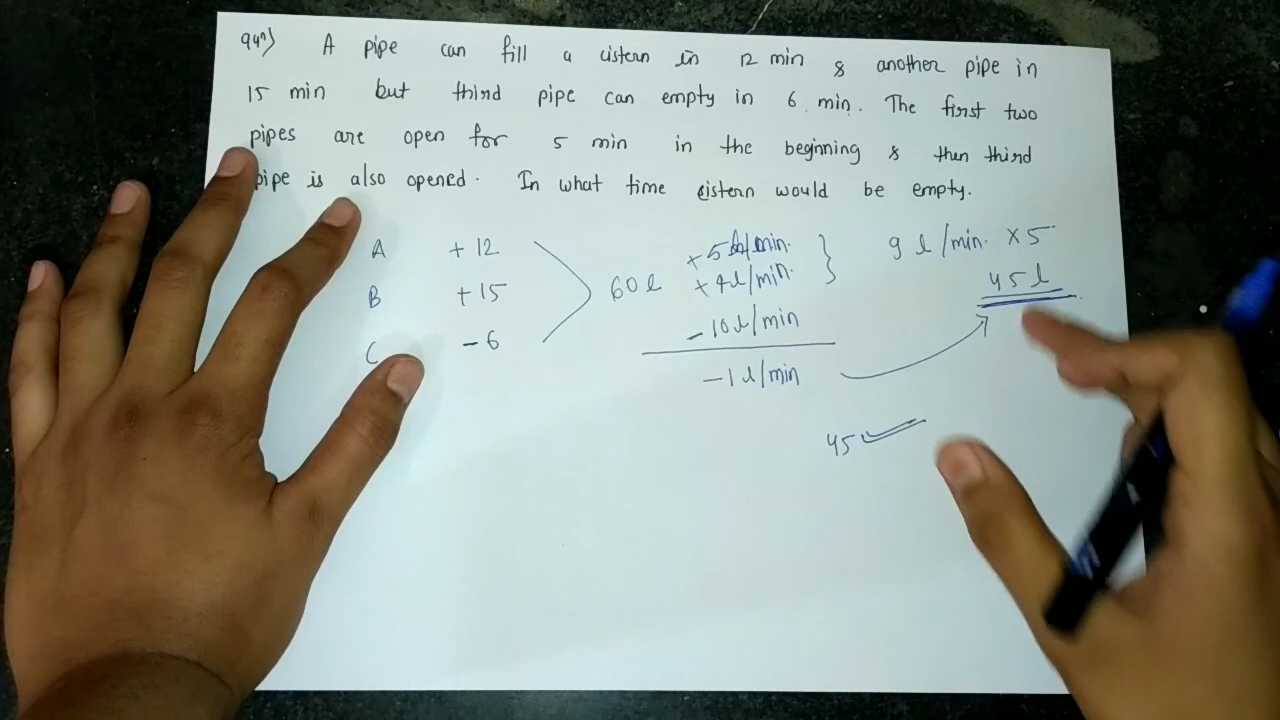 qun) A pipe can fill a cistern in 12 min & another pipe in
15 min but third pipe can empty in 6 min. The first two
pipes are open for 5 min in the beginning & then third
pipe is also opened. In what time cistern would be empty.
A + 12
B + 15
C - 6
60 l
+5 l/min.
+4 l/min.
-10 l/min
-1 l/min
9 l/min. x 5
45 l
45